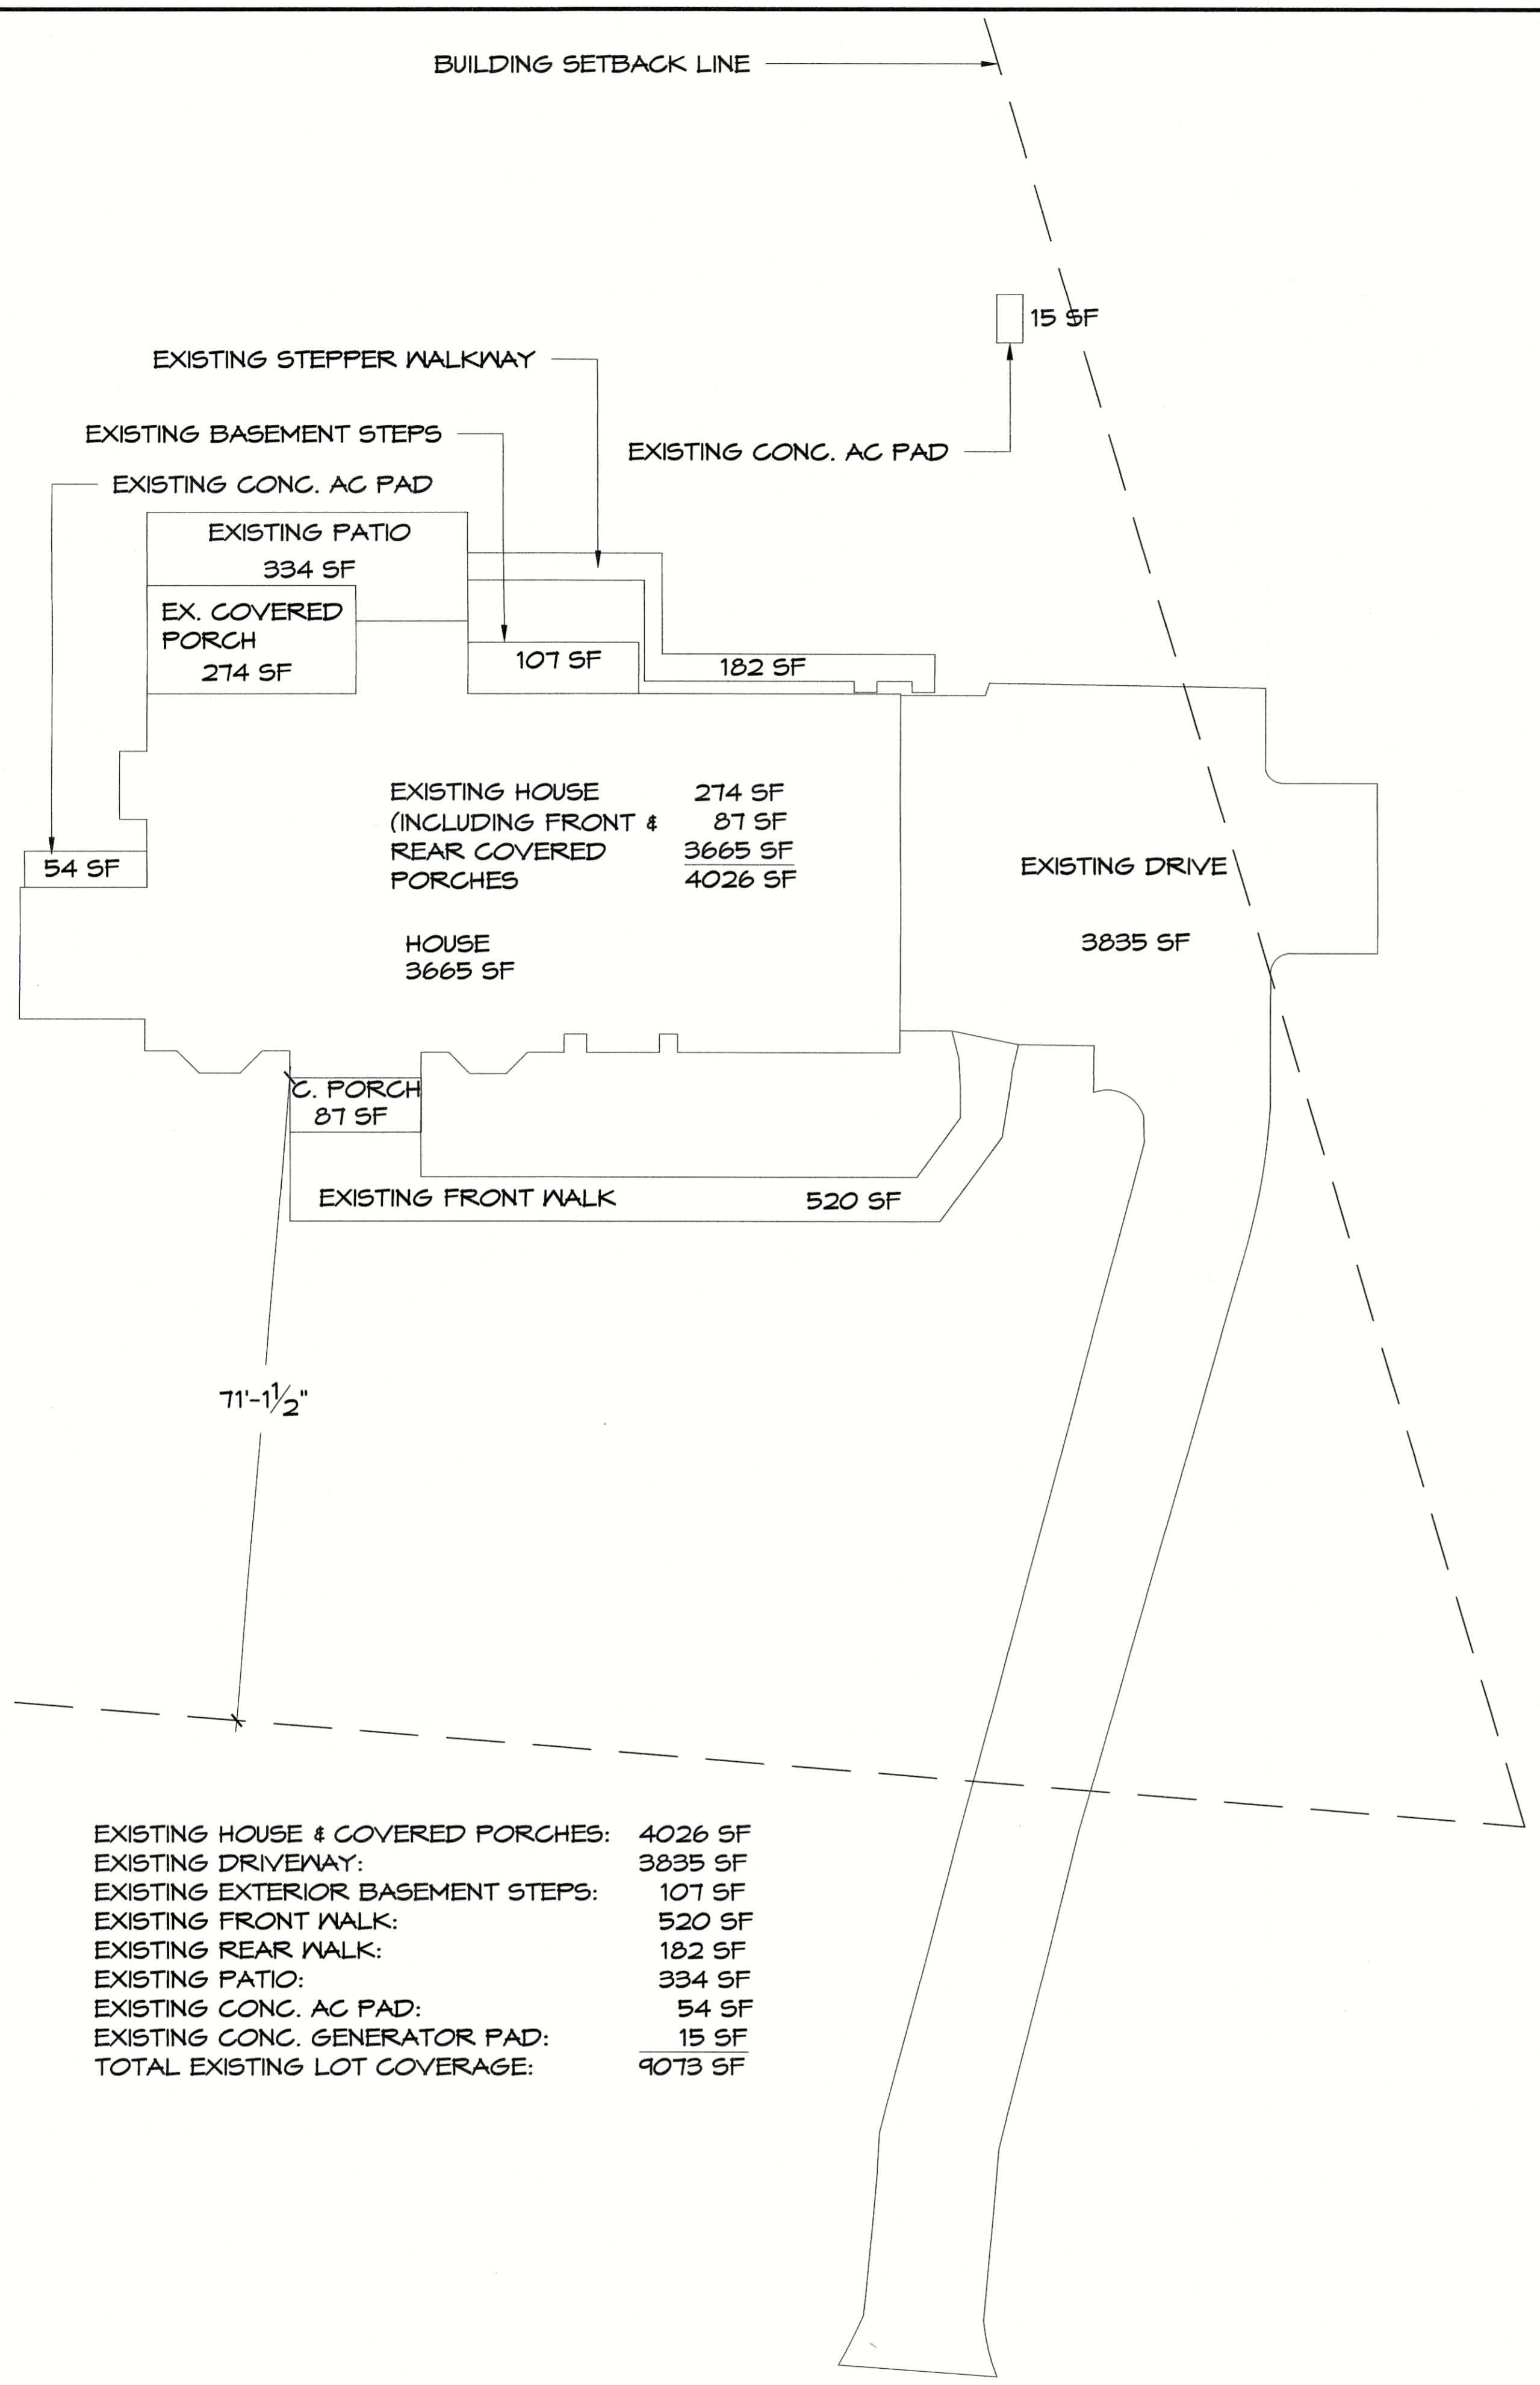 BUILDING SETBACK LINE
15 SF
EXISTING STEPPER WALKWAY
EXISTING BASEMENT STEPS
EXISTING CONC. AC PAD
EXISTING CONC. AC PAD
EXISTING PATIO
334 SF
EX. COVERED
PORCH
274 SF
107 SF
182 SF
EXISTING HOUSE 274 SF
(INCLUDING FRONT & 87 SF
REAR COVERED 3665 SF
PORCHES 4026 SF
54 SF
EXISTING DRIVE
3835 SF
HOUSE
3665 SF
C. PORCH
87 SF
EXISTING FRONT WALK 520 SF
71'-1 1/2"
EXISTING HOUSE & COVERED PORCHES: 4026 SF
EXISTING DRIVEWAY: 3835 SF
EXISTING EXTERIOR BASEMENT STEPS: 107 SF
EXISTING FRONT WALK: 520 SF
EXISTING REAR WALK: 182 SF
EXISTING PATIO: 334 SF
EXISTING CONC. AC PAD: 54 SF
EXISTING CONC. GENERATOR PAD: 15 SF
TOTAL EXISTING LOT COVERAGE: 9073 SF